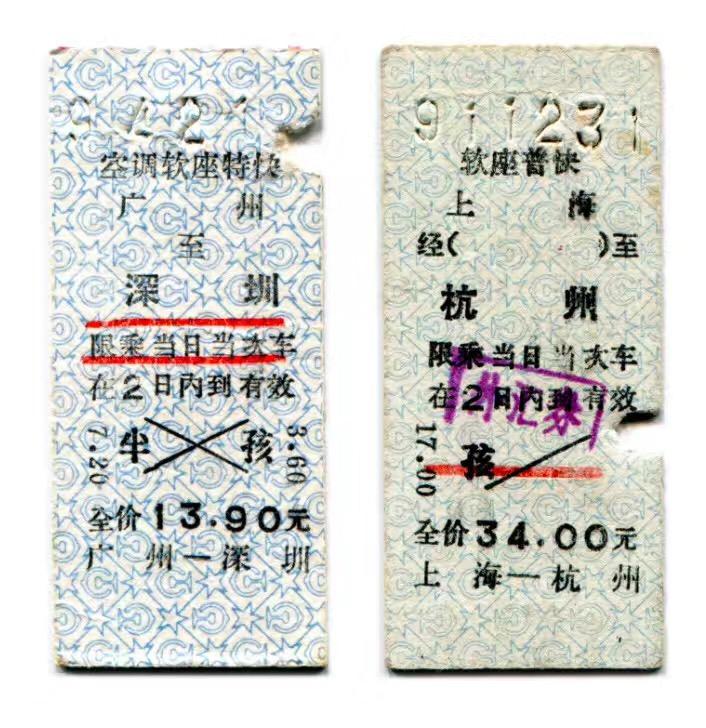 空调软座特快
广州
至
深圳
限乘当日当次车
在2日内到有效
半 孩
7.20
3.60
全价13.90元
广州—深圳
911231
软座普快
上海
经( )至
杭州
限乘当日当次车
在2日内到有效
17.00
孩
全价34.00元
上海—杭州